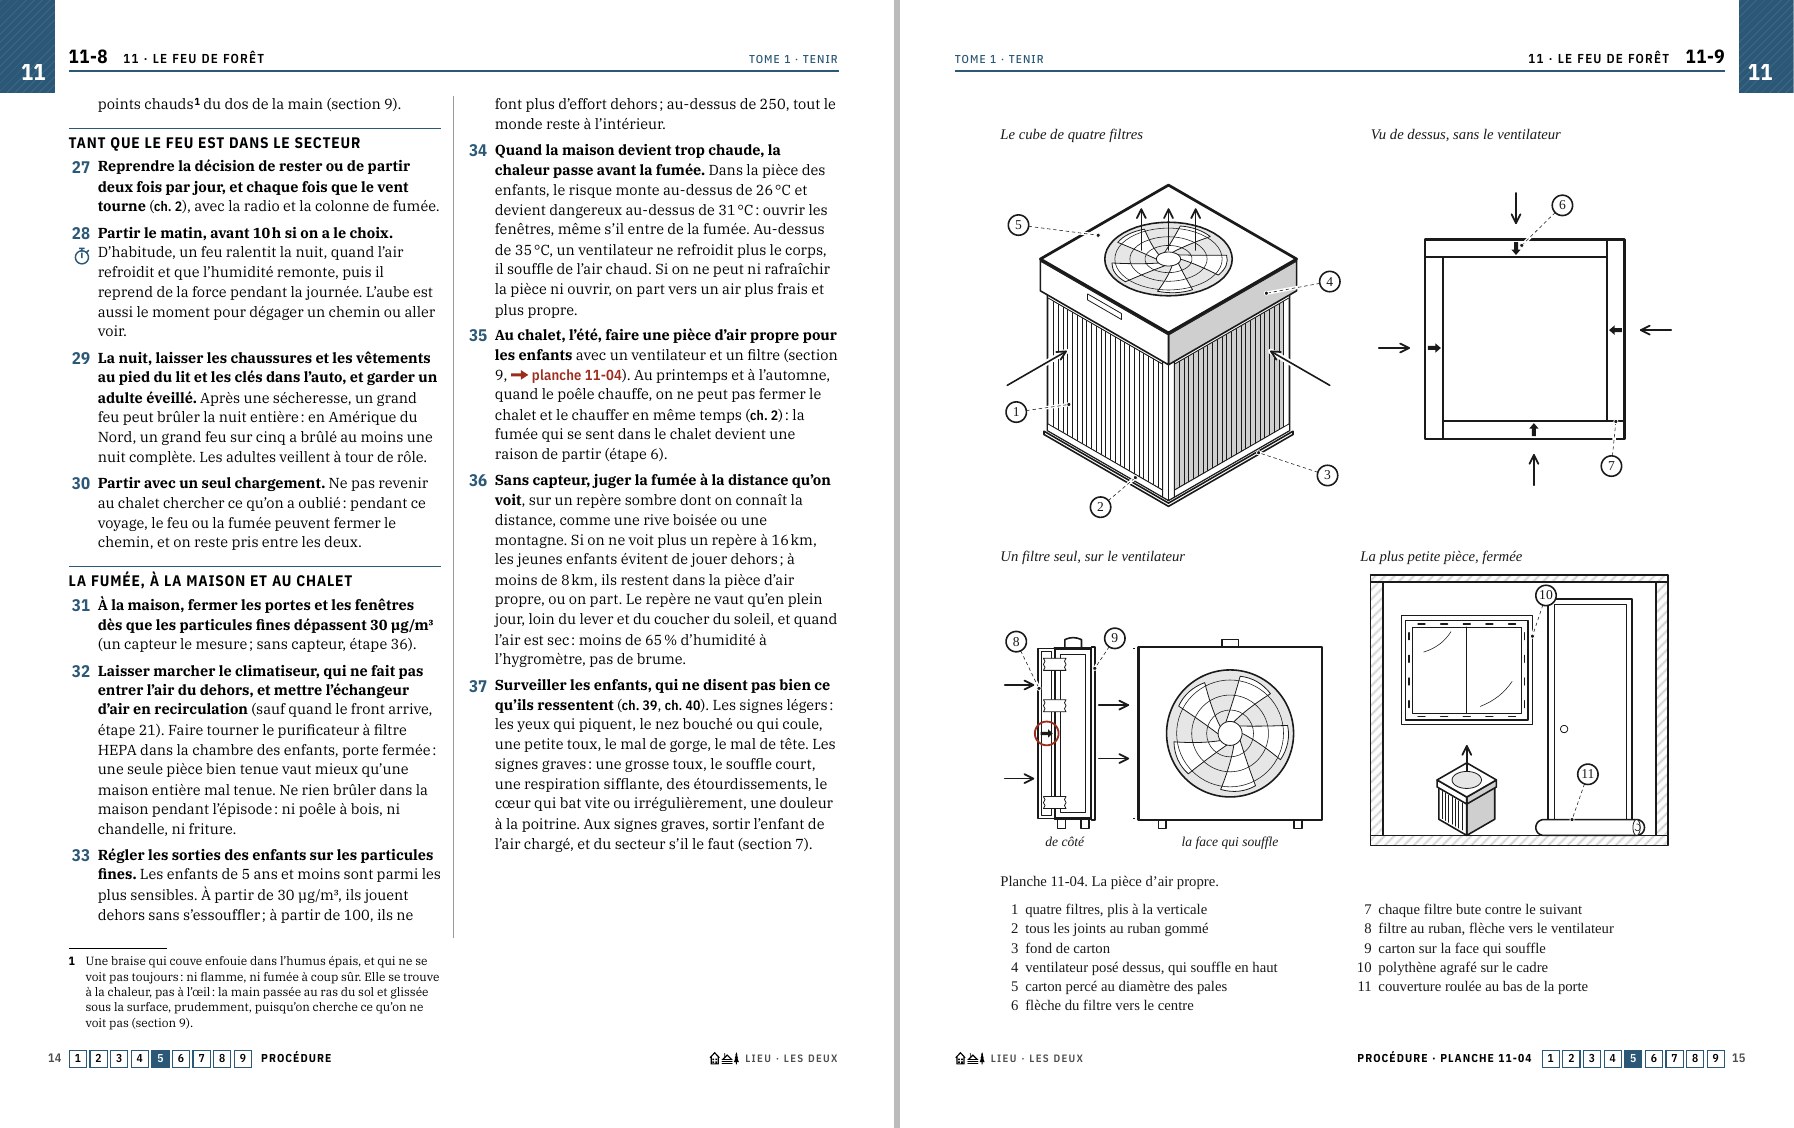 11
11-8 11 · LE FEU DE FORÊT
TOME 1 · TENIR
points chauds¹ du dos de la main (section 9).
TANT QUE LE FEU EST DANS LE SECTEUR
27 Reprendre la décision de rester ou de partir
deux fois par jour, et chaque fois que le vent
tourne (ch. 2), avec la radio et la colonne de fumée.
28 Partir le matin, avant 10 h si on a le choix.
D’habitude, un feu ralentit la nuit, quand l’air
refroidit et que l’humidité remonte, puis il
reprend de la force pendant la journée. L’aube est
aussi le moment pour dégager un chemin ou aller
voir.
29 La nuit, laisser les chaussures et les vêtements
au pied du lit et les clés dans l’auto, et garder un
adulte éveillé. Après une sécheresse, un grand
feu peut brûler la nuit entière : en Amérique du
Nord, un grand feu sur cinq a brûlé au moins une
nuit complète. Les adultes veillent à tour de rôle.
30 Partir avec un seul chargement. Ne pas revenir
au chalet chercher ce qu’on a oublié : pendant ce
voyage, le feu ou la fumée peuvent fermer le
chemin, et on reste pris entre les deux.
LA FUMÉE, À LA MAISON ET AU CHALET
31 À la maison, fermer les portes et les fenêtres
dès que les particules fines dépassent 30 µg/m³
(un capteur le mesure ; sans capteur, étape 36).
32 Laisser marcher le climatiseur, qui ne fait pas
entrer l’air du dehors, et mettre l’échangeur
d’air en recirculation (sauf quand le front arrive,
étape 21). Faire tourner le purificateur à filtre
HEPA dans la chambre des enfants, porte fermée :
une seule pièce bien tenue vaut mieux qu’une
maison entière mal tenue. Ne rien brûler dans la
maison pendant l’épisode : ni poêle à bois, ni
chandelle, ni friture.
33 Régler les sorties des enfants sur les particules
fines. Les enfants de 5 ans et moins sont parmi les
plus sensibles. À partir de 30 µg/m³, ils jouent
dehors sans s’essouffler ; à partir de 100, ils ne
1 Une braise qui couve enfouie dans l’humus épais, et qui ne se
voit pas toujours : ni flamme, ni fumée à coup sûr. Elle se trouve
à la chaleur, pas à l’œil : la main passée au ras du sol et glissée
sous la surface, prudemment, puisqu’on cherche ce qu’on ne
voit pas (section 9).
font plus d’effort dehors ; au-dessus de 250, tout le
monde reste à l’intérieur.
34 Quand la maison devient trop chaude, la
chaleur passe avant la fumée. Dans la pièce des
enfants, le risque monte au-dessus de 26 °C et
devient dangereux au-dessus de 31 °C : ouvrir les
fenêtres, même s’il entre de la fumée. Au-dessus
de 35 °C, un ventilateur ne refroidit plus le corps,
il souffle de l’air chaud. Si on ne peut ni rafraîchir
la pièce ni ouvrir, on part vers un air plus frais et
plus propre.
35 Au chalet, l’été, faire une pièce d’air propre pour
les enfants avec un ventilateur et un filtre (section
9, ➡ planche 11-04). Au printemps et à l’automne,
quand le poêle chauffe, on ne peut pas fermer le
chalet et le chauffer en même temps (ch. 2) : la
fumée qui se sent dans le chalet devient une
raison de partir (étape 6).
36 Sans capteur, juger la fumée à la distance qu’on
voit, sur un repère sombre dont on connaît la
distance, comme une rive boisée ou une
montagne. Si on ne voit plus un repère à 16 km,
les jeunes enfants évitent de jouer dehors ; à
moins de 8 km, ils restent dans la pièce d’air
propre, ou on part. Le repère ne vaut qu’en plein
jour, loin du lever et du coucher du soleil, et quand
l’air est sec : moins de 65 % d’humidité à
l’hygromètre, pas de brume.
37 Surveiller les enfants, qui ne disent pas bien ce
qu’ils ressentent (ch. 39, ch. 40). Les signes légers :
les yeux qui piquent, le nez bouché ou qui coule,
une petite toux, le mal de gorge, le mal de tête. Les
signes graves : une grosse toux, le souffle court,
une respiration sifflante, des étourdissements, le
cœur qui bat vite ou irrégulièrement, une douleur
à la poitrine. Aux signes graves, sortir l’enfant de
l’air chargé, et du secteur s’il le faut (section 7).
14 1 2 3 4 5 6 7 8 9 PROCÉDURE
LIEU · LES DEUX
TOME 1 · TENIR
11 · LE FEU DE FORÊT 11-9
11
Le cube de quatre filtres
5
4
1
3
2
Vu de dessus, sans le ventilateur
6
7
Un filtre seul, sur le ventilateur
8
9
de côté
la face qui souffle
La plus petite pièce, fermée
10
11
Planche 11-04. La pièce d’air propre.
1 quatre filtres, plis à la verticale
2 tous les joints au ruban gommé
3 fond de carton
4 ventilateur posé dessus, qui souffle en haut
5 carton percé au diamètre des pales
6 flèche du filtre vers le centre
7 chaque filtre bute contre le suivant
8 filtre au ruban, flèche vers le ventilateur
9 carton sur la face qui souffle
10 polythène agrafé sur le cadre
11 couverture roulée au bas de la porte
LIEU · LES DEUX
PROCÉDURE · PLANCHE 11-04 1 2 3 4 5 6 7 8 9 15